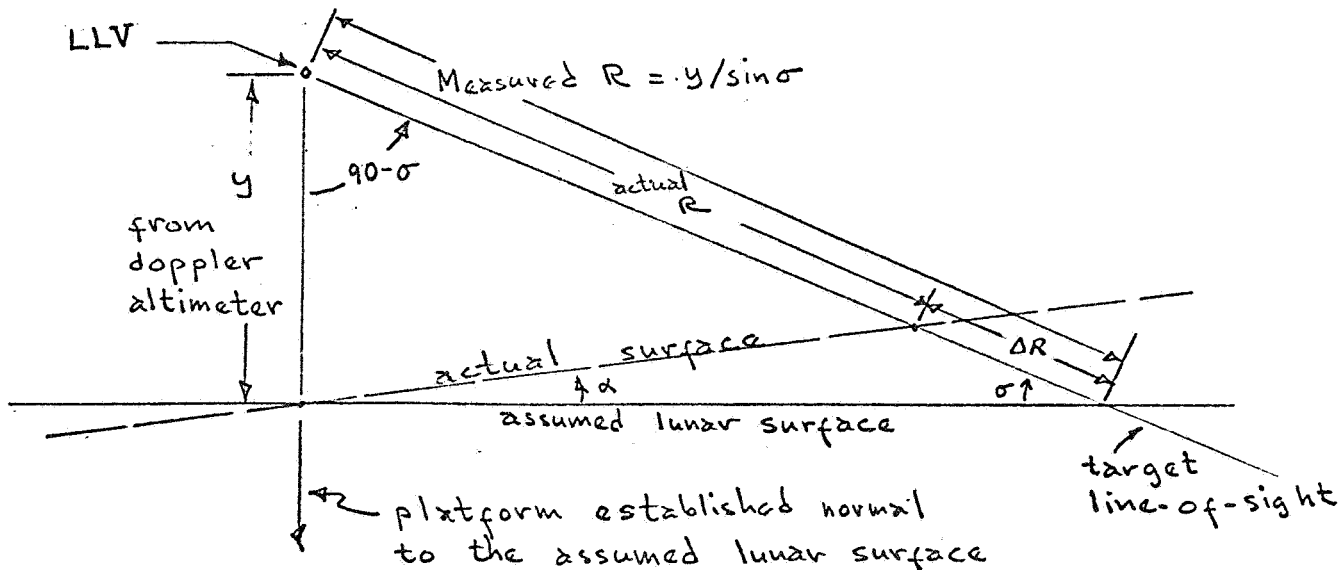 LLV
Measured R = y/sinσ
90-σ
y
actual
R
from
doppler
altimeter
ΔR
actual surface
α
σ
assumed lunar surface
target
line-of-sight
platform established normal
to the assumed lunar surface